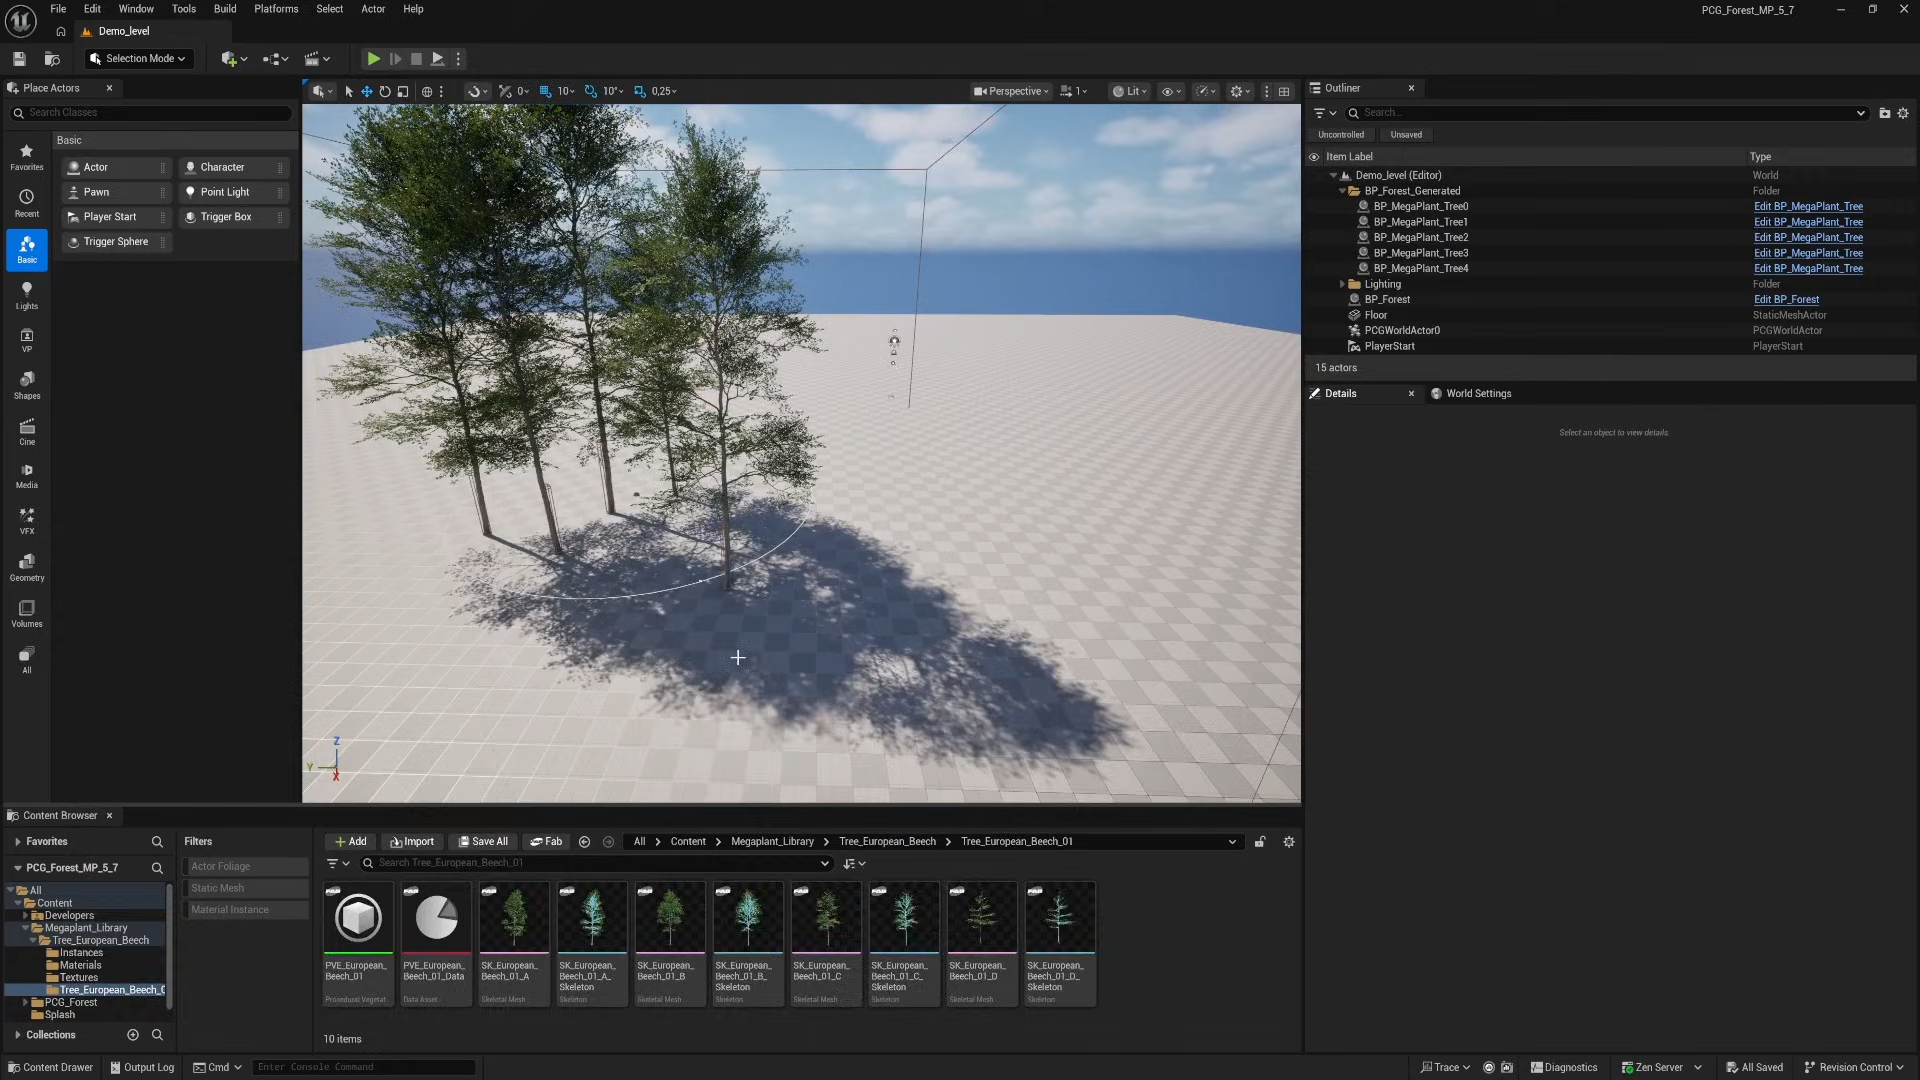 File Edit Window Tools Build Platforms Select Actor Help
PCG_Forest_MP_5_7
Demo_level
Selection Mode
Place Actors
Search Classes
Favorites
Recent
Basic
Lights
VP
Shapes
Cine
Media
VFX
Geometry
Volumes
All
Basic
Actor
Character
Pawn
Point Light
Player Start
Trigger Box
Trigger Sphere
0
10
10°
0,25
Perspective
1
Lit
Z
Y
X
Outliner
Search...
Uncontrolled
Unsaved
Item Label Type
Demo_level (Editor) World
BP_Forest_Generated Folder
BP_MegaPlant_Tree0 Edit BP_MegaPlant_Tree
BP_MegaPlant_Tree1 Edit BP_MegaPlant_Tree
BP_MegaPlant_Tree2 Edit BP_MegaPlant_Tree
BP_MegaPlant_Tree3 Edit BP_MegaPlant_Tree
BP_MegaPlant_Tree4 Edit BP_MegaPlant_Tree
Lighting Folder
BP_Forest Edit BP_Forest
Floor StaticMeshActor
PCGWorldActor0 PCGWorldActor
PlayerStart PlayerStart
15 actors
Details
World Settings
Select an object to view details.
Content Browser
Favorites
PCG_Forest_MP_5_7
All
Content
Developers
Megaplant_Library
Tree_European_Beech
Instances
Materials
Textures
Tree_European_Beech_0
PCG_Forest
Splash
Collections
Filters
Actor Foliage
Static Mesh
Material Instance
Add Import Save All Fab All Content Megaplant_Library Tree_European_Beech Tree_European_Beech_01
Search Tree_European_Beech_01
PVE_European_
Beech_01
Procedural Vegetat
PVE_European_
Beech_01_Data
Data Asset
SK_European_
Beech_01_A
Skeletal Mesh
SK_European_
Beech_01_A_
Skeleton
Skeleton
SK_European_
Beech_01_B
Skeletal Mesh
SK_European_
Beech_01_B_
Skeleton
Skeleton
SK_European_
Beech_01_C
Skeletal Mesh
SK_European_
Beech_01_C_
Skeleton
Skeleton
SK_European_
Beech_01_D
Skeletal Mesh
SK_European_
Beech_01_D_
Skeleton
Skeleton
10 items
Content Drawer
Output Log
Cmd
Enter Console Command
Trace
Diagnostics
Zen Server
All Saved
Revision Control